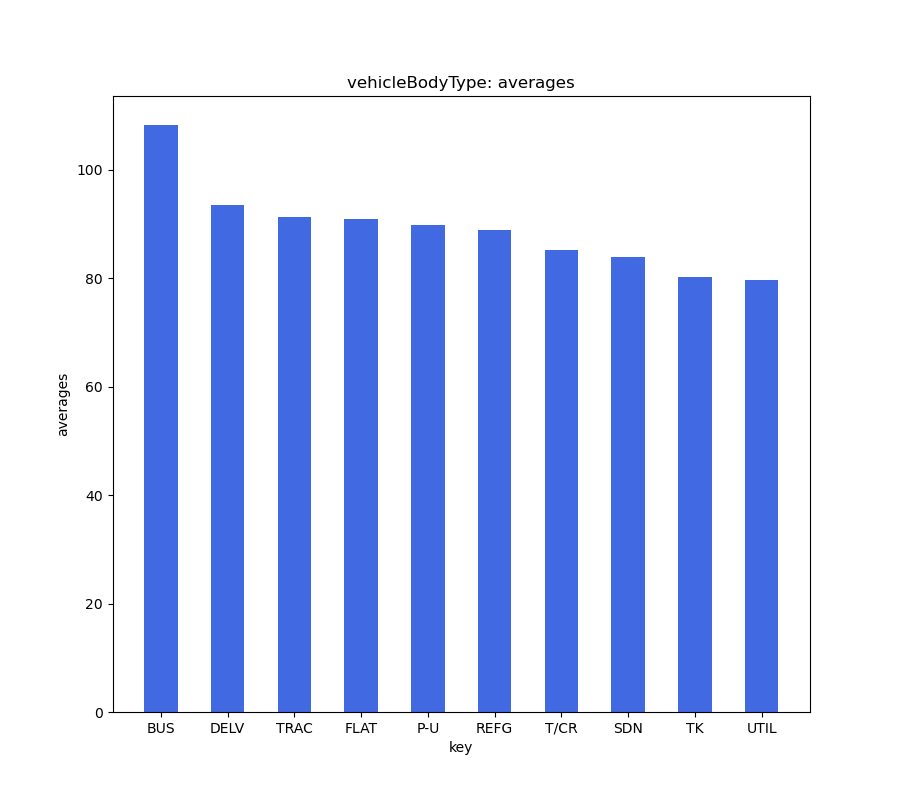 vehicleBodyType: averages
averages
100
80
60
40
20
0
BUS DELV TRAC FLAT P-U REFG T/CR SDN TK UTIL
key